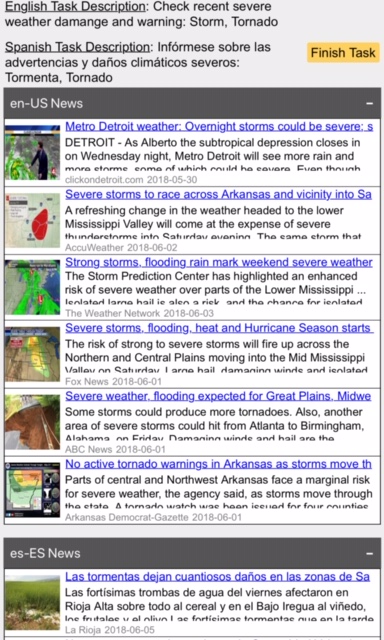 English Task Description: Check recent severe
weather damange and warning: Storm, Tornado
Spanish Task Description: Infórmese sobre las
advertencias y daños climáticos severos:
Tormenta, Tornado
Finish Task
en-US News
−
Metro Detroit weather: Overnight storms could be severe; s
DETROIT - As Alberto the subtropical depression closes in
on Wednesday night, Metro Detroit will see more rain and
more storms, some of which could be severe. Even though
clickondetroit.com 2018-05-30
Severe storms to race across Arkansas and vicinity into Sa
A refreshing change in the weather headed to the lower
Mississippi Valley will come at the expense of severe
thunderstorms into Saturday evening. The same storm that
AccuWeather 2018-06-02
Strong storms, flooding rain mark weekend severe weather
The Storm Prediction Center has highlighted an enhanced
risk of severe weather over parts of the Lower Mississippi ...
Isolated large hail is also a risk, and the chance for isolated
The Weather Network 2018-06-03
Severe storms, flooding, heat and Hurricane Season starts
The risk of strong to severe storms will fire up across the
Northern and Central Plains moving into the Mid Mississippi
Valley on Saturday. Large hail, damaging winds and isolated
Fox News 2018-06-01
Severe weather, flooding expected for Great Plains, Midwe
Some storms could produce more tornadoes. Also, another
area of severe storms could hit from Atlanta to Birmingham,
Alabama, on Friday. Damaging winds and hail are the
ABC News 2018-06-01
No active tornado warnings in Arkansas as storms move th
Parts of central and Northwest Arkansas face a marginal risk
for severe weather, the agency said, as storms move through
the state. A tornado watch was been issued for four counties
Arkansas Democrat-Gazette 2018-06-01
es-ES News
−
Las tormentas dejan cuantiosos daños en las zonas de Sa
Las fortísimas trombas de agua del viernes afectaron en
Rioja Alta sobre todo al cereal y en el Bajo Iregua al viñedo,
los frutales y el olivo Las fortísimas tormentas que en la tarde
La Rioja 2018-06-05